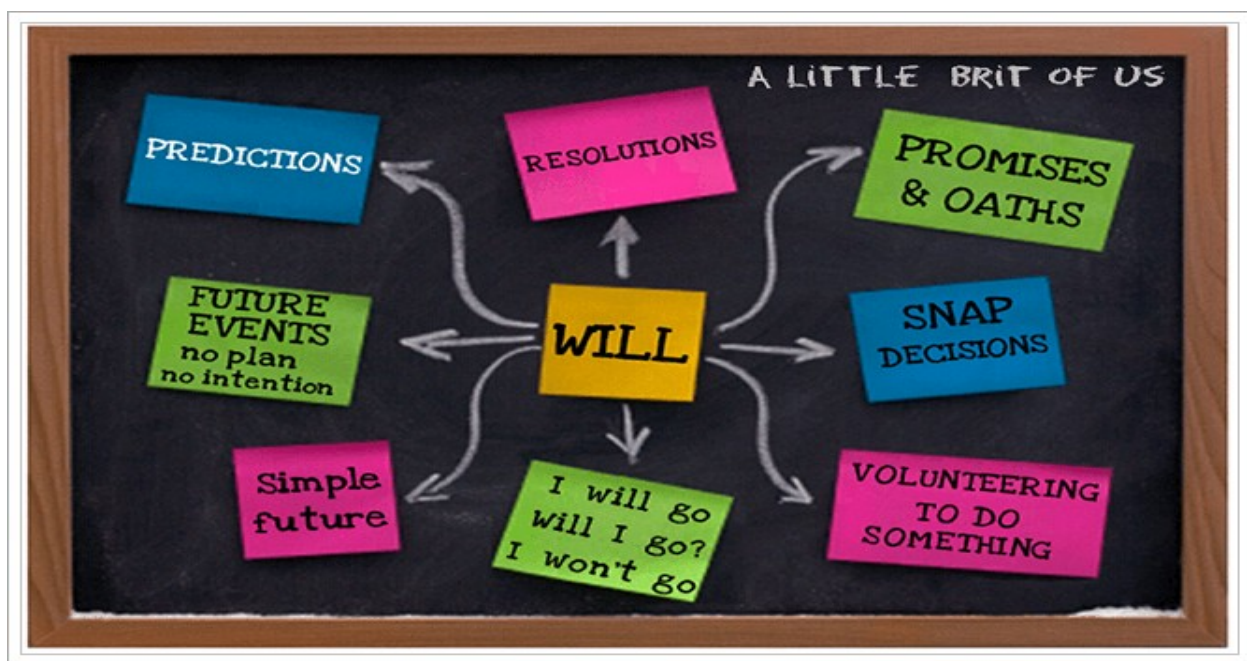 A LiTTLE BRiT OF US
PREDICTIONS
RESOLUTIONS
PROMISES
& OATHS
FUTURE
EVENTS
no plan
no intention
WILL
SNAP
DECISIONS
Simple
future
I will go
Will I go?
I won't go
VOLUNTEERING
TO DO
SOMETHING